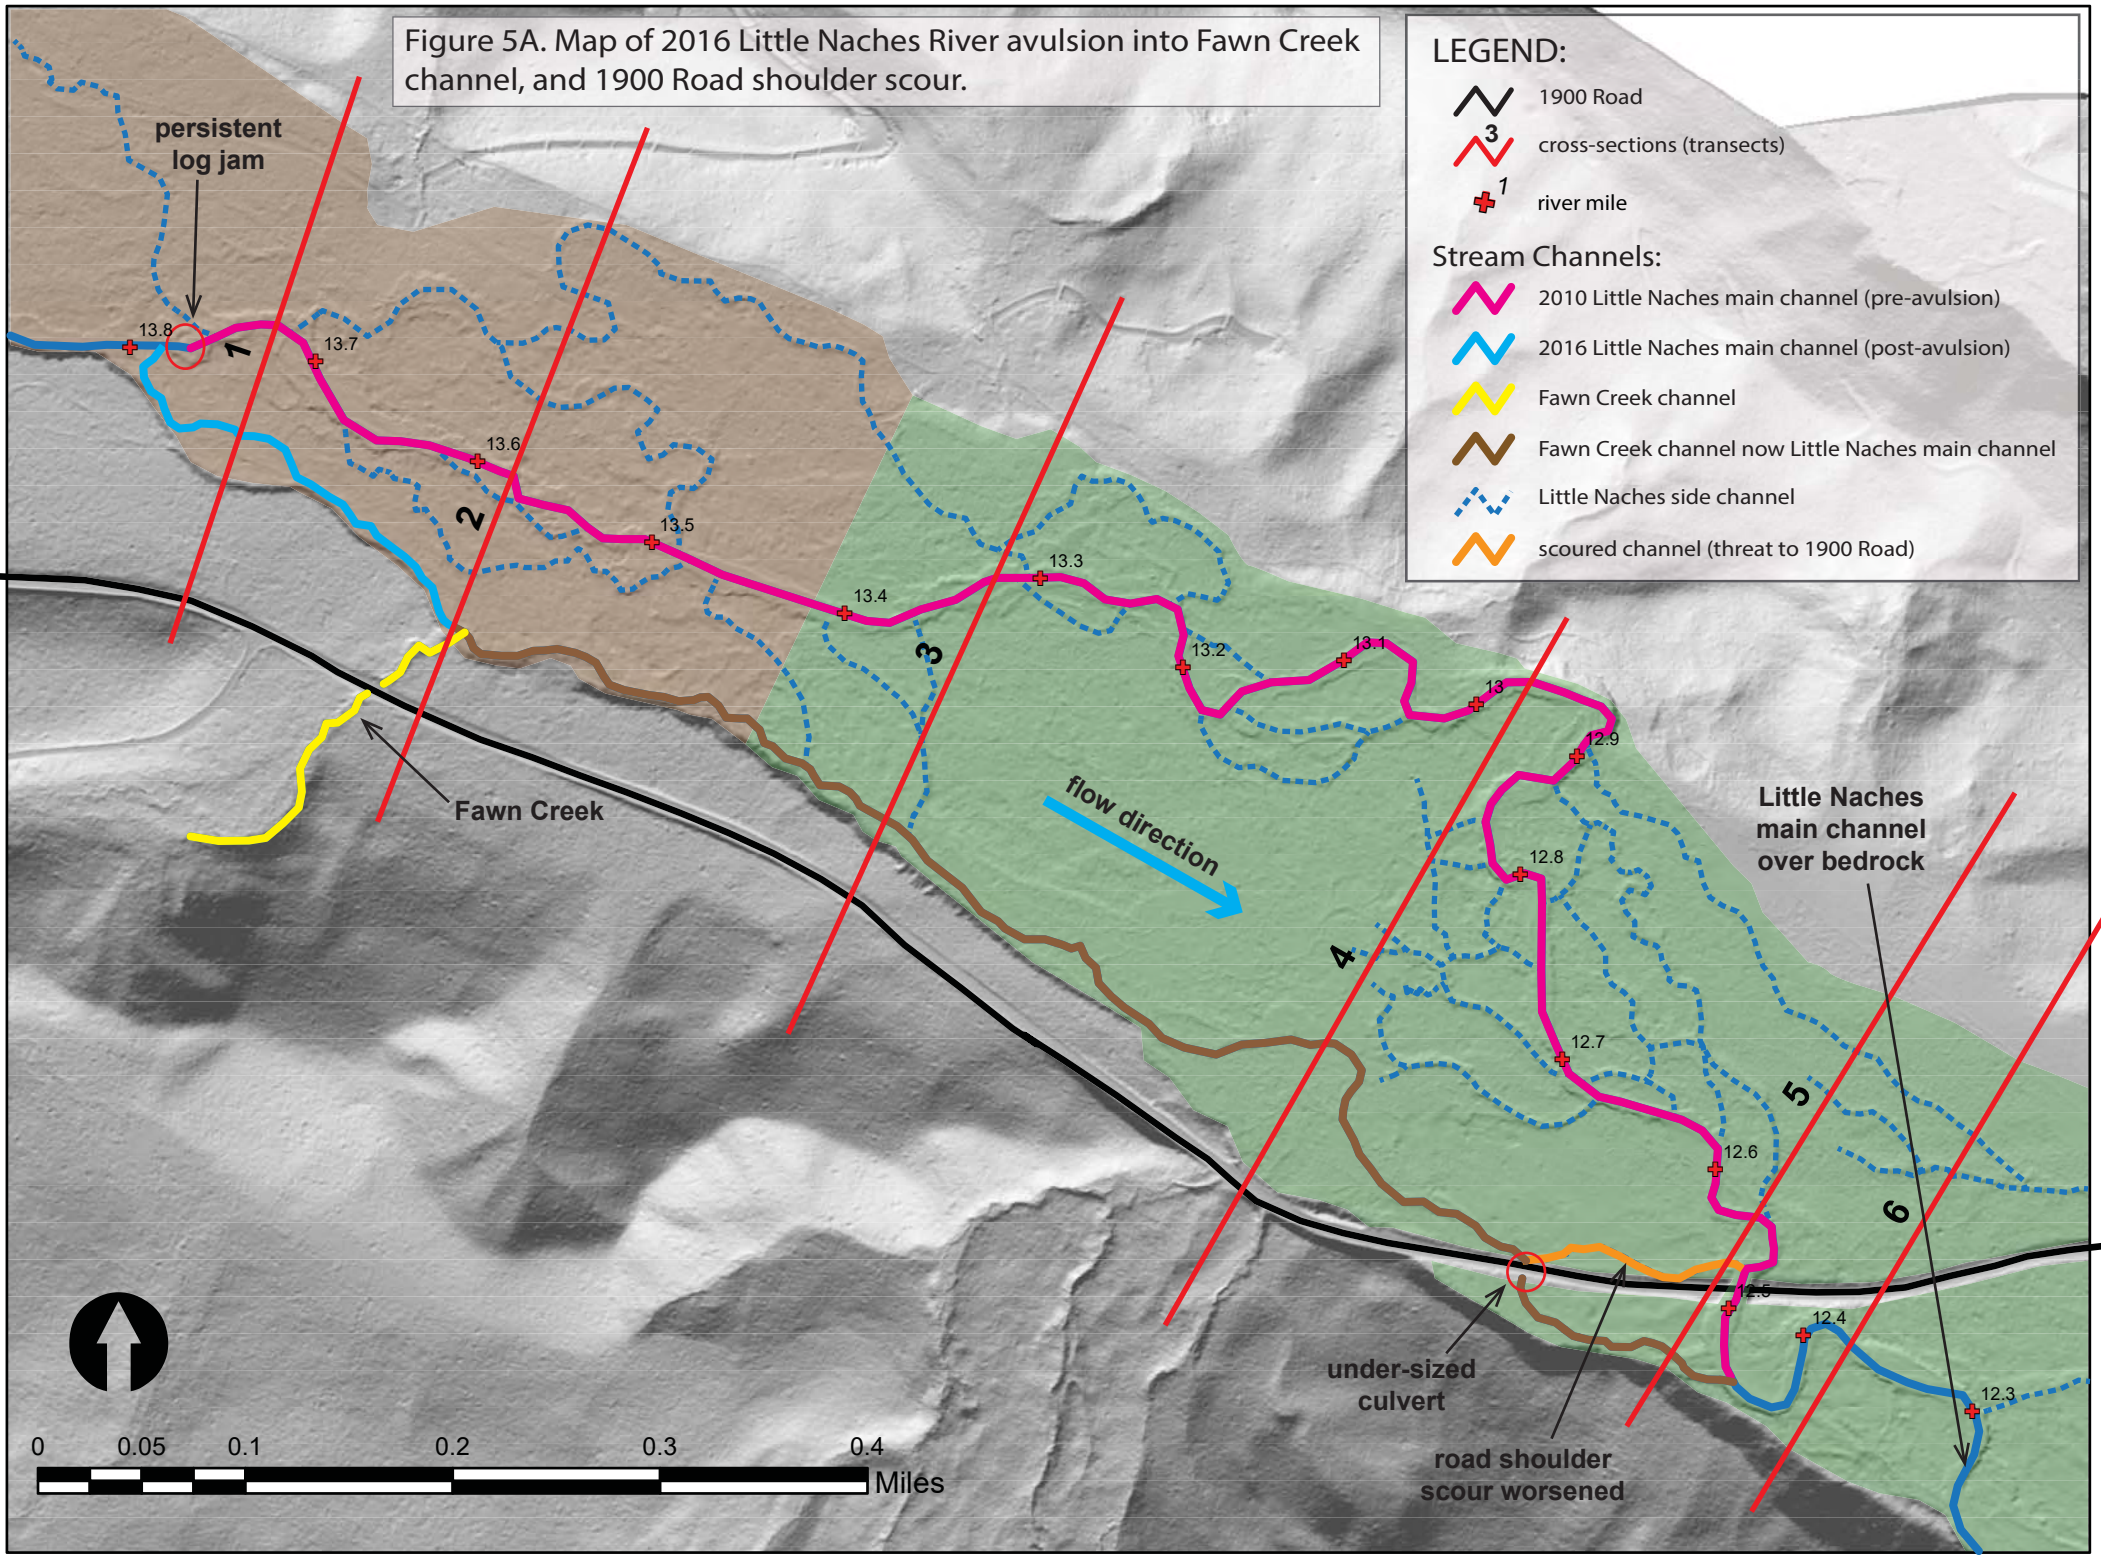 Figure 5A. Map of 2016 Little Naches River avulsion into Fawn Creek
channel, and 1900 Road shoulder scour.
LEGEND:
1900 Road
3
cross-sections (transects)
1
river mile
Stream Channels:
2010 Little Naches main channel (pre-avulsion)
2016 Little Naches main channel (post-avulsion)
Fawn Creek channel
Fawn Creek channel now Little Naches main channel
Little Naches side channel
scoured channel (threat to 1900 Road)
persistent
log jam
13.8
1
13.7
13.6
2
13.5
13.4
13.3
3
13.2
13.1
13
12.9
Fawn Creek
flow direction
Little Naches
main channel
over bedrock
12.8
4
12.7
5
12.6
6
12.5
12.4
12.3
under-sized
culvert
road shoulder
scour worsened
0
0.05
0.1
0.2
0.3
0.4
Miles